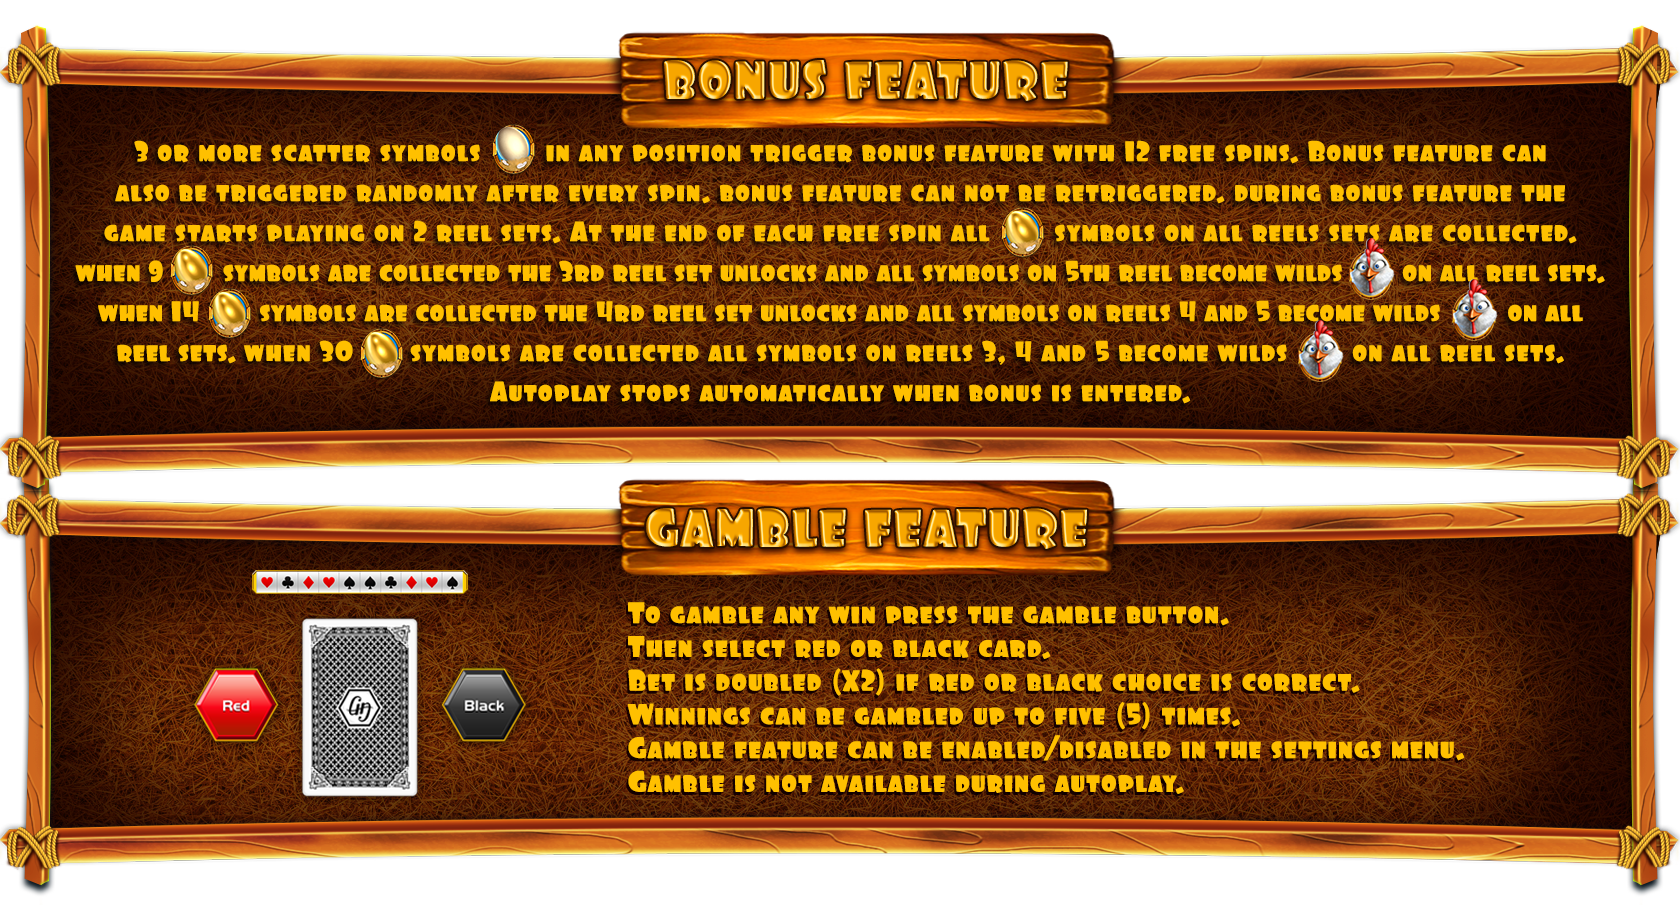 BONUS FEATURE
3 OR MORE SCATTER SYMBOLS IN ANY POSITION TRIGGER BONUS FEATURE WITH 12 FREE SPINS. BONUS FEATURE CAN
ALSO BE TRIGGERED RANDOMLY AFTER EVERY SPIN. BONUS FEATURE CAN NOT BE RETRIGGERED. DURING BONUS FEATURE THE
GAME STARTS PLAYING ON 2 REEL SETS. AT THE END OF EACH FREE SPIN ALL SYMBOLS ON ALL REELS SETS ARE COLLECTED.
WHEN 9 SYMBOLS ARE COLLECTED THE 3RD REEL SET UNLOCKS AND ALL SYMBOLS ON 5TH REEL BECOME WILDS ON ALL REEL SETS.
WHEN 14 SYMBOLS ARE COLLECTED THE 4RD REEL SET UNLOCKS AND ALL SYMBOLS ON REELS 4 AND 5 BECOME WILDS ON ALL
REEL SETS. WHEN 30 SYMBOLS ARE COLLECTED ALL SYMBOLS ON REELS 3, 4 AND 5 BECOME WILDS ON ALL REEL SETS.
AUTOPLAY STOPS AUTOMATICALLY WHEN BONUS IS ENTERED.
GAMBLE FEATURE
Red
Black
TO GAMBLE ANY WIN PRESS THE GAMBLE BUTTON.
THEN SELECT RED OR BLACK CARD.
BET IS DOUBLED (X2) IF RED OR BLACK CHOICE IS CORRECT.
WINNINGS CAN BE GAMBLED UP TO FIVE (5) TIMES.
GAMBLE FEATURE CAN BE ENABLED/DISABLED IN THE SETTINGS MENU.
GAMBLE IS NOT AVAILABLE DURING AUTOPLAY.